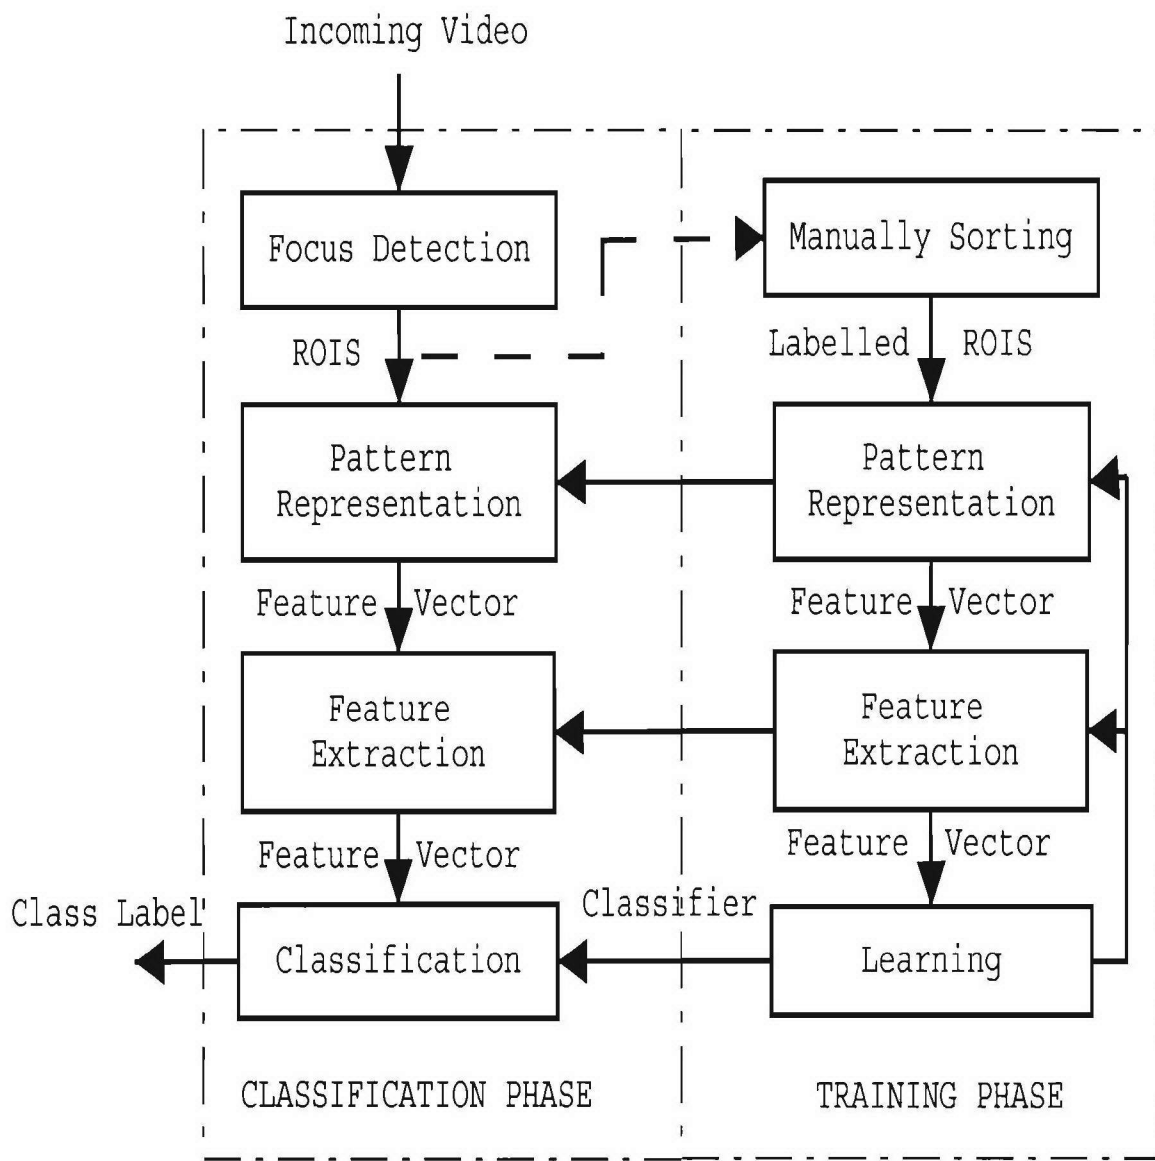 Incoming Video
Focus Detection
Manually Sorting
ROIS
Labelled ROIS
Pattern
Representation
Pattern
Representation
Feature Vector
Feature Vector
Feature
Extraction
Feature
Extraction
Feature Vector
Feature Vector
Class Label
Classifier
Classification
Learning
CLASSIFICATION PHASE
TRAINING PHASE